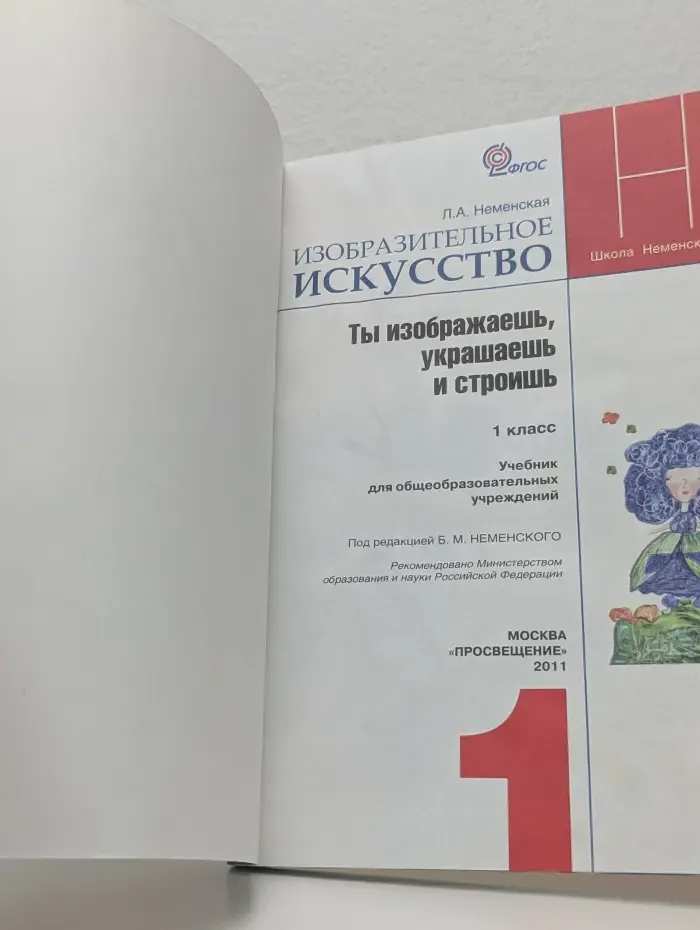 ФГОС
Л.А. Неменская
ИЗОБРАЗИТЕЛЬНОЕ
ИСКУССТВО
Школа
Ты изображаешь,
украшаешь
и строишь
1 класс
Учебник
для общеобразовательных
учреждений
Под редакцией Б. М. НЕМЕНСКОГО
Рекомендовано Министерством
образования и науки Российской Федерации
МОСКВА
«ПРОСВЕЩЕНИЕ»
2011
1